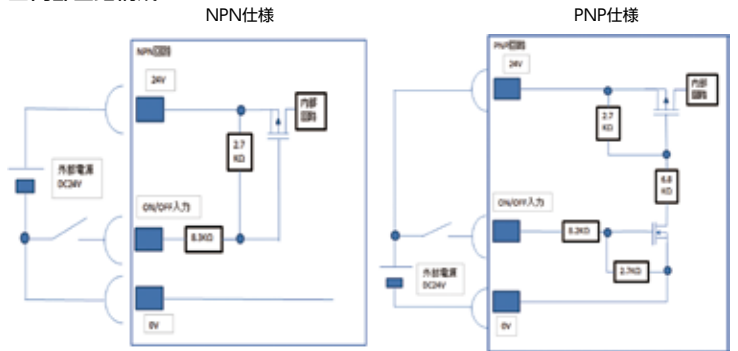 NPN仕様
PNP仕様
NPN回路
24V
内部
回路
2.7
KΩ
外部電源
DC24V
ON/OFF入力
8.3KΩ
0V
PNP回路
24V
内部
回路
2.7
KΩ
6.8
KΩ
ON/OFF入力
8.2KΩ
2.7KΩ
外部電源
DC24V
0V